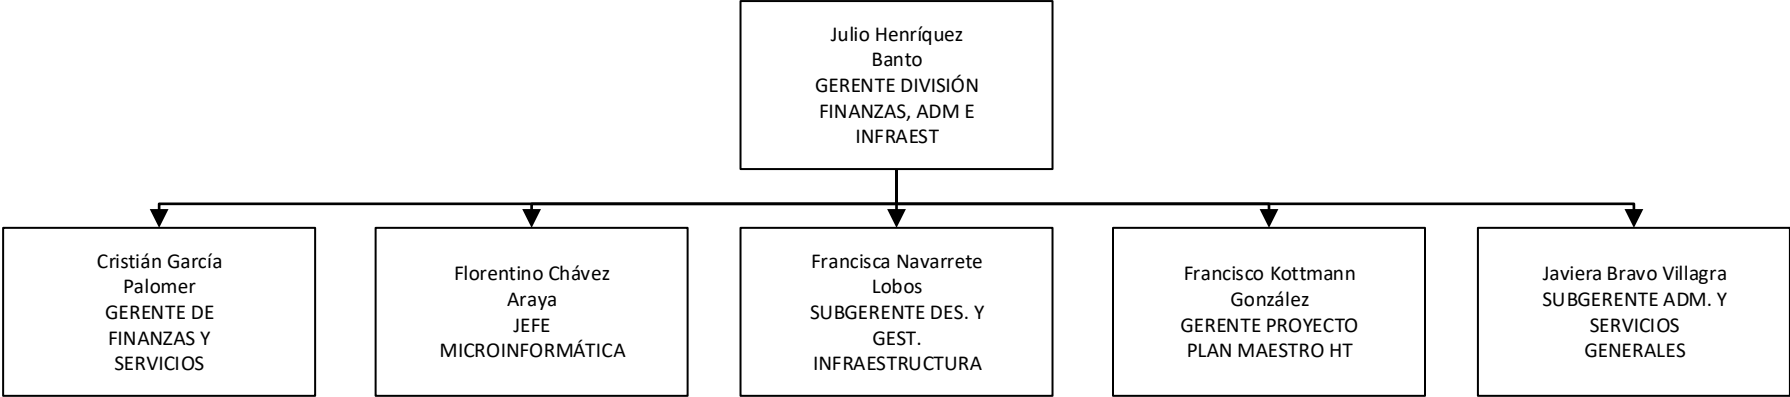 Julio Henríquez
Banto
GERENTE DIVISIÓN
FINANZAS, ADM E
INFRAEST
Cristián García
Palomer
GERENTE DE
FINANZAS Y
SERVICIOS
Florentino Chávez
Araya
JEFE
MICROINFORMÁTICA
Francisca Navarrete
Lobos
SUBGERENTE DES. Y
GEST.
INFRAESTRUCTURA
Francisco Kottmann
González
GERENTE PROYECTO
PLAN MAESTRO HT
Javiera Bravo Villagra
SUBGERENTE ADM. Y
SERVICIOS
GENERALES